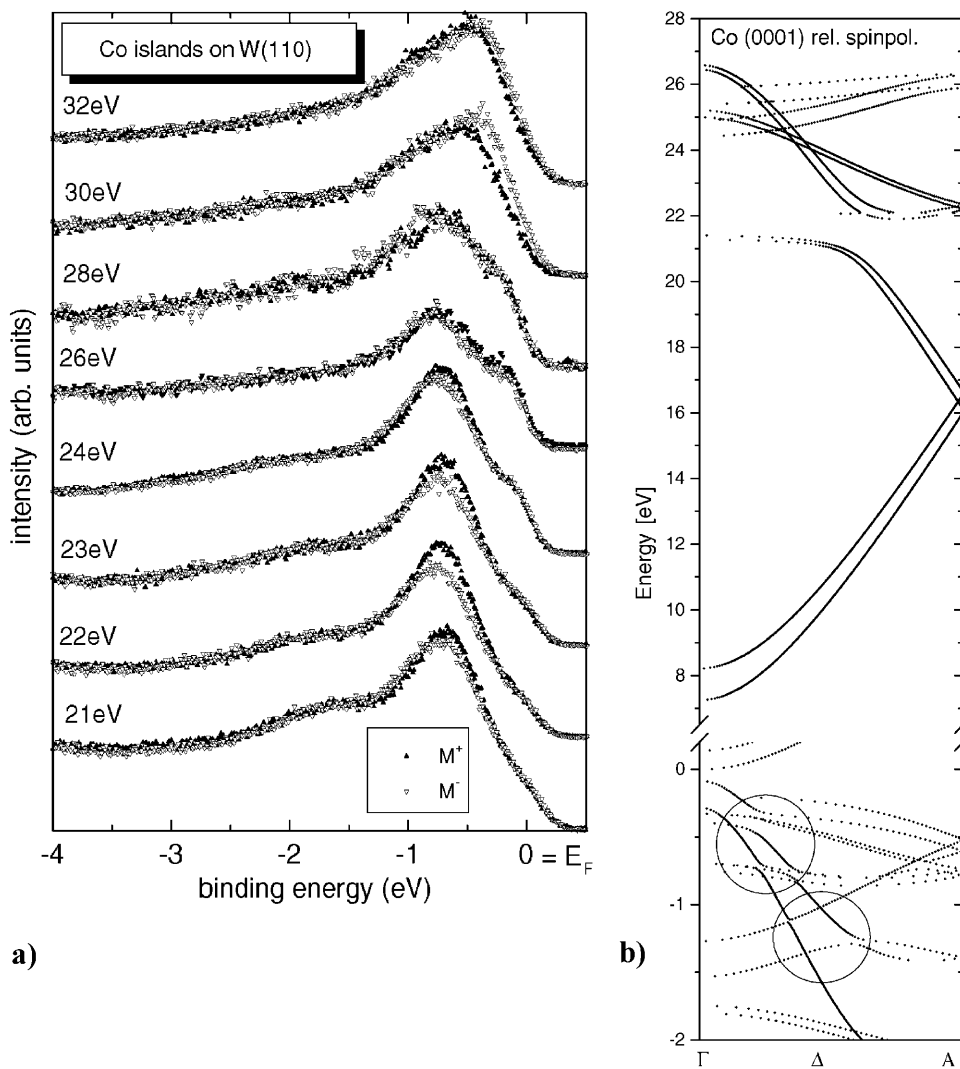 Co islands on W(110)
32eV
30eV
28eV
26eV
24eV
23eV
22eV
21eV
M+
M-
intensity (arb. units)
-4 -3 -2 -1 0 = E_F
binding energy (eV)
a)
Co (0001) rel. spinpol.
28
26
24
22
20
18
16
14
12
10
8
0
-1
-2
Energy [eV]
Γ Δ A
b)